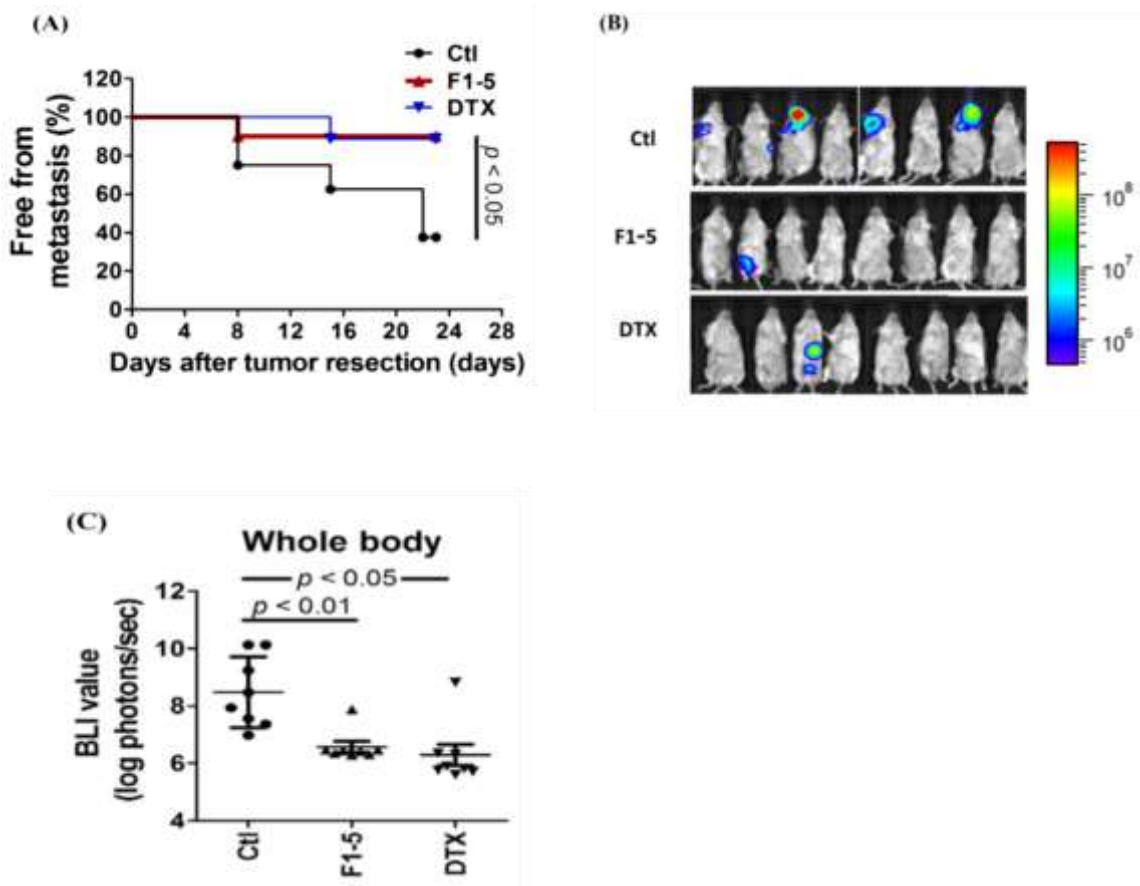 (A)
Ctl
F1-5
DTX
120
100
80
60
40
20
0
Free from
metastasis (%)
p < 0.05
0 4 8 12 16 20 24 28
Days after tumor resection (days)
(B)
Ctl
F1-5
DTX
10⁸
10⁷
10⁶
(C)
Whole body
p < 0.05
p < 0.01
12
10
8
6
4
BLI value
(log photons/sec)
Ctl
F1-5
DTX